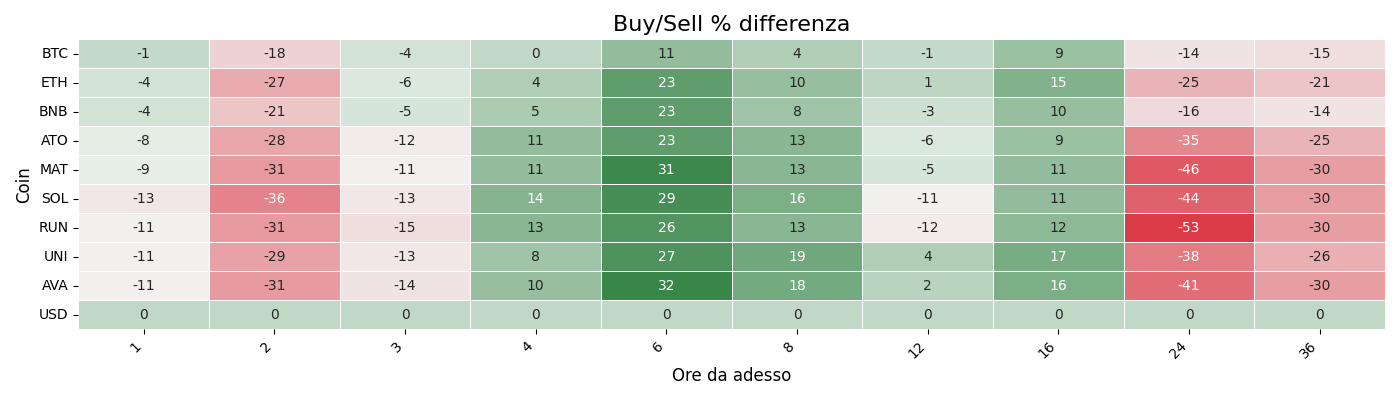 Buy/Sell % differenza
Coin
BTC -1 -18 -4 0 11 4 -1 9 -14 -15
ETH -4 -27 -6 4 23 10 1 15 -25 -21
BNB -4 -21 -5 5 23 8 -3 10 -16 -14
ATO -8 -28 -12 11 23 13 -6 9 -35 -25
MAT -9 -31 -11 11 31 13 -5 11 -46 -30
SOL -13 -36 -13 14 29 16 -11 11 -44 -30
RUN -11 -31 -15 13 26 13 -12 12 -53 -30
UNI -11 -29 -13 8 27 19 4 17 -38 -26
AVA -11 -31 -14 10 32 18 2 16 -41 -30
USD 0 0 0 0 0 0 0 0 0 0
1 2 3 4 6 8 12 16 24 36
Ore da adesso